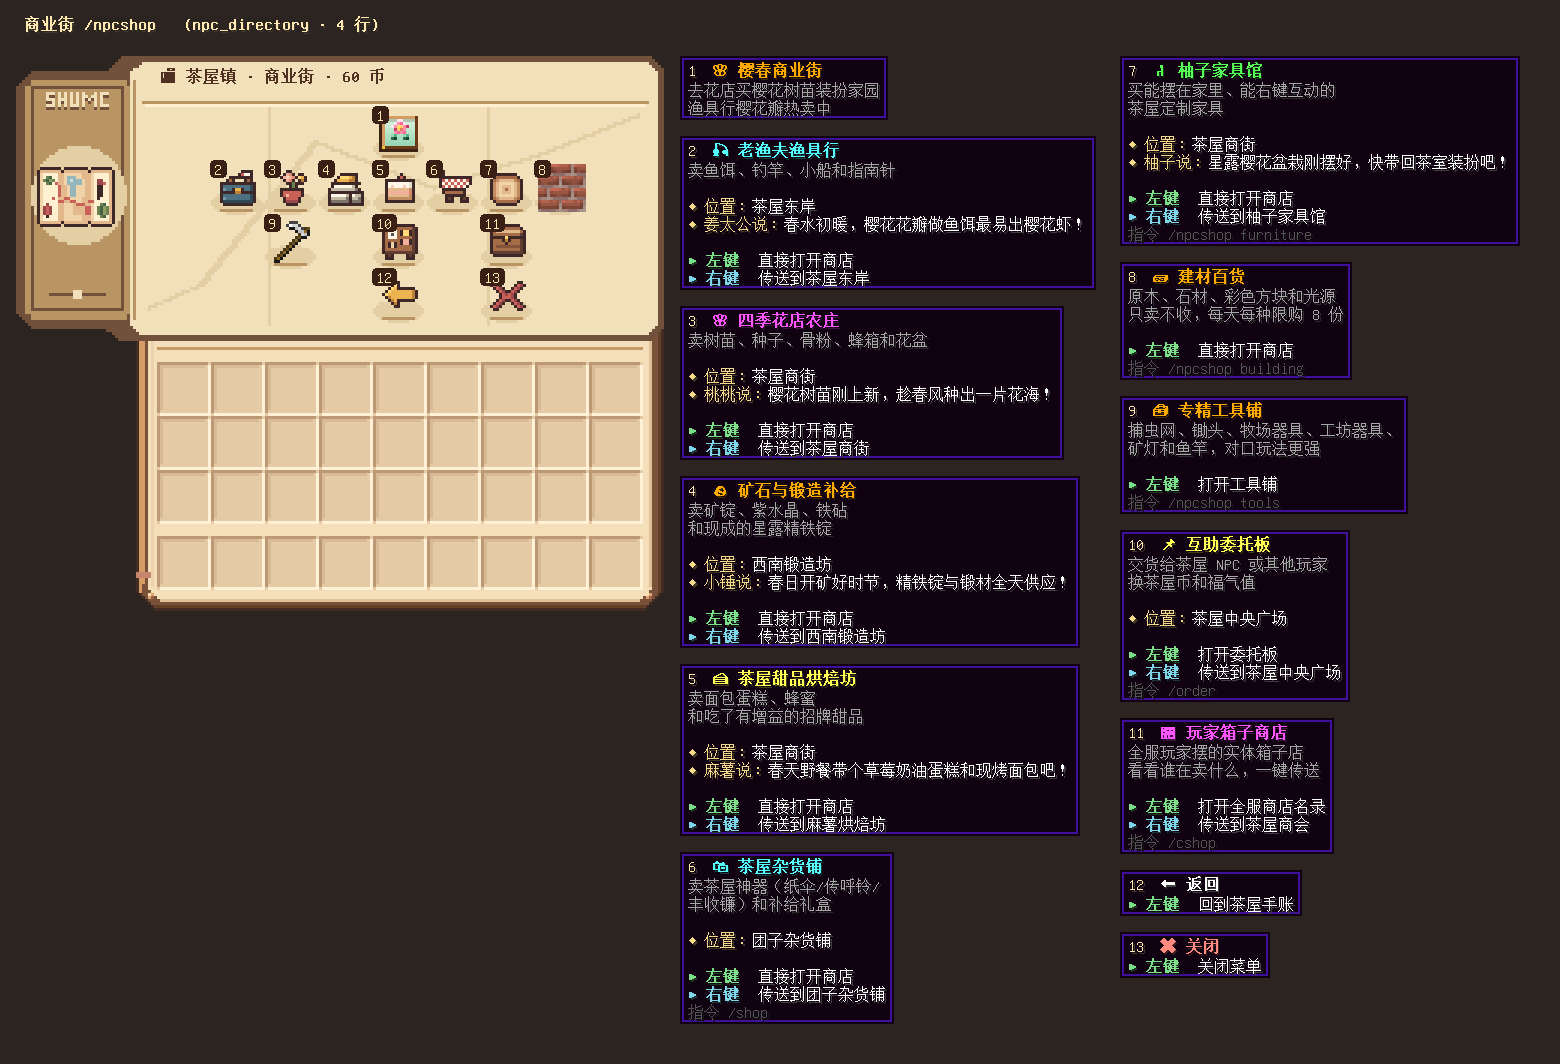 商业街 /npcshop (npc_directory · 4 行)
SHUMC
茶屋镇 · 商业街 · 60 币
1
2
3
4
5
6
7
8
9
10
11
12
13
1 樱春商业街
去花店买樱花树苗装扮家园
渔具行樱花瓣热卖中
2 老渔夫渔具行
卖鱼饵、钓竿、小船和指南针
位置：茶屋东岸
姜太公说：春水初暖，樱花花瓣做鱼饵最易出樱花虾！
左键 直接打开商店
右键 传送到茶屋东岸
3 四季花店农庄
卖树苗、种子、骨粉、蜂箱和花盆
位置：茶屋商街
桃桃说：樱花树苗刚上新，趁春风种出一片花海！
左键 直接打开商店
右键 传送到茶屋商街
4 矿石与锻造补给
卖矿锭、紫水晶、铁砧
和现成的星露精铁锭
位置：西南锻造坊
小锤说：春日开矿好时节，精铁锭与锻材全天供应！
左键 直接打开商店
右键 传送到西南锻造坊
5 茶屋甜品烘焙坊
卖面包蛋糕、蜂蜜
和吃了有增益的招牌甜品
位置：茶屋商街
麻薯说：春天野餐带个草莓奶油蛋糕和现烤面包吧！
左键 直接打开商店
右键 传送到麻薯烘焙坊
6 茶屋杂货铺
卖茶屋神器（纸伞/传呼铃/
丰收镰）和补给礼盒
位置：团子杂货铺
左键 直接打开商店
右键 传送到团子杂货铺
指令 /shop
7 柚子家具馆
买能摆在家里、能右键互动的
茶屋定制家具
位置：茶屋商街
柚子说：星露樱花盆栽刚摆好，快带回茶室装扮吧！
左键 直接打开商店
右键 传送到柚子家具馆
指令 /npcshop furniture
8 建材百货
原木、石材、彩色方块和光源
只卖不收，每天每种限购 8 份
左键 直接打开商店
指令 /npcshop building
9 专精工具铺
捕虫网、锄头、牧场器具、工坊器具、
矿灯和鱼竿，对口玩法更强
左键 打开工具铺
指令 /npcshop tools
10 互助委托板
交货给茶屋 NPC 或其他玩家
换茶屋币和福气值
位置：茶屋中央广场
左键 打开委托板
右键 传送到茶屋中央广场
指令 /order
11 玩家箱子商店
全服玩家摆的实体箱子店
看看谁在卖什么，一键传送
左键 打开全服商店名录
右键 传送到茶屋商会
指令 /cshop
12 返回
左键 回到茶屋手账
13 关闭
左键 关闭菜单